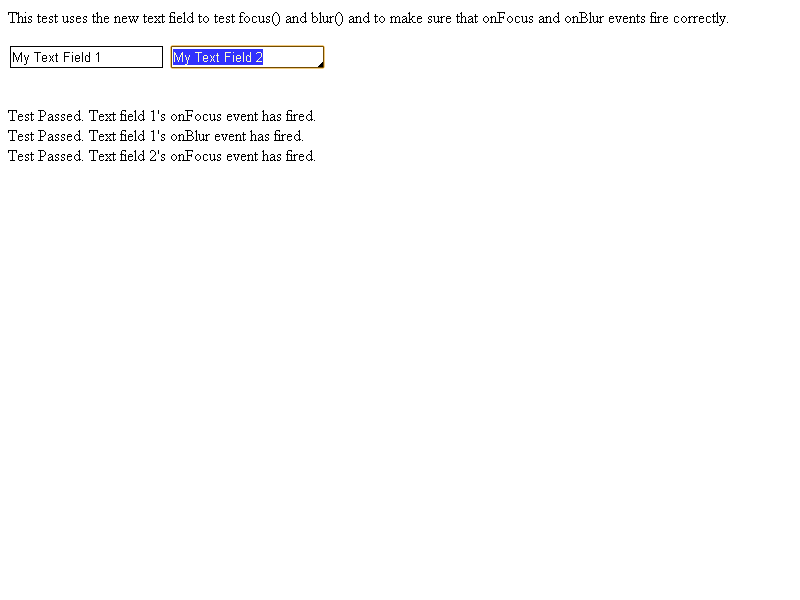 This test uses the new text field to test focus() and blur() and to make sure that onFocus and onBlur events fire correctly.
My Text Field 1 My Text Field 2
Test Passed. Text field 1's onFocus event has fired.
Test Passed. Text field 1's onBlur event has fired.
Test Passed. Text field 2's onFocus event has fired.